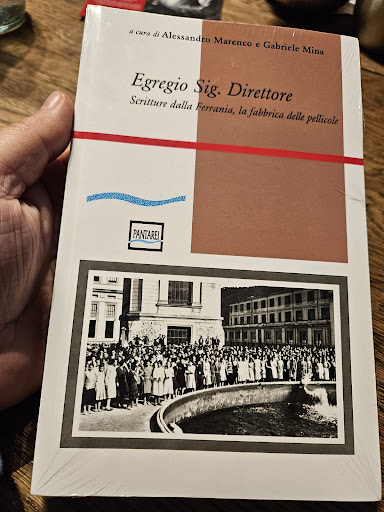 a cura di Alessandro Marenco e Gabriele Mina
Egregio Sig. Direttore
Scritture dalla Ferrania, la fabbrica delle pellicole
PANTAREI